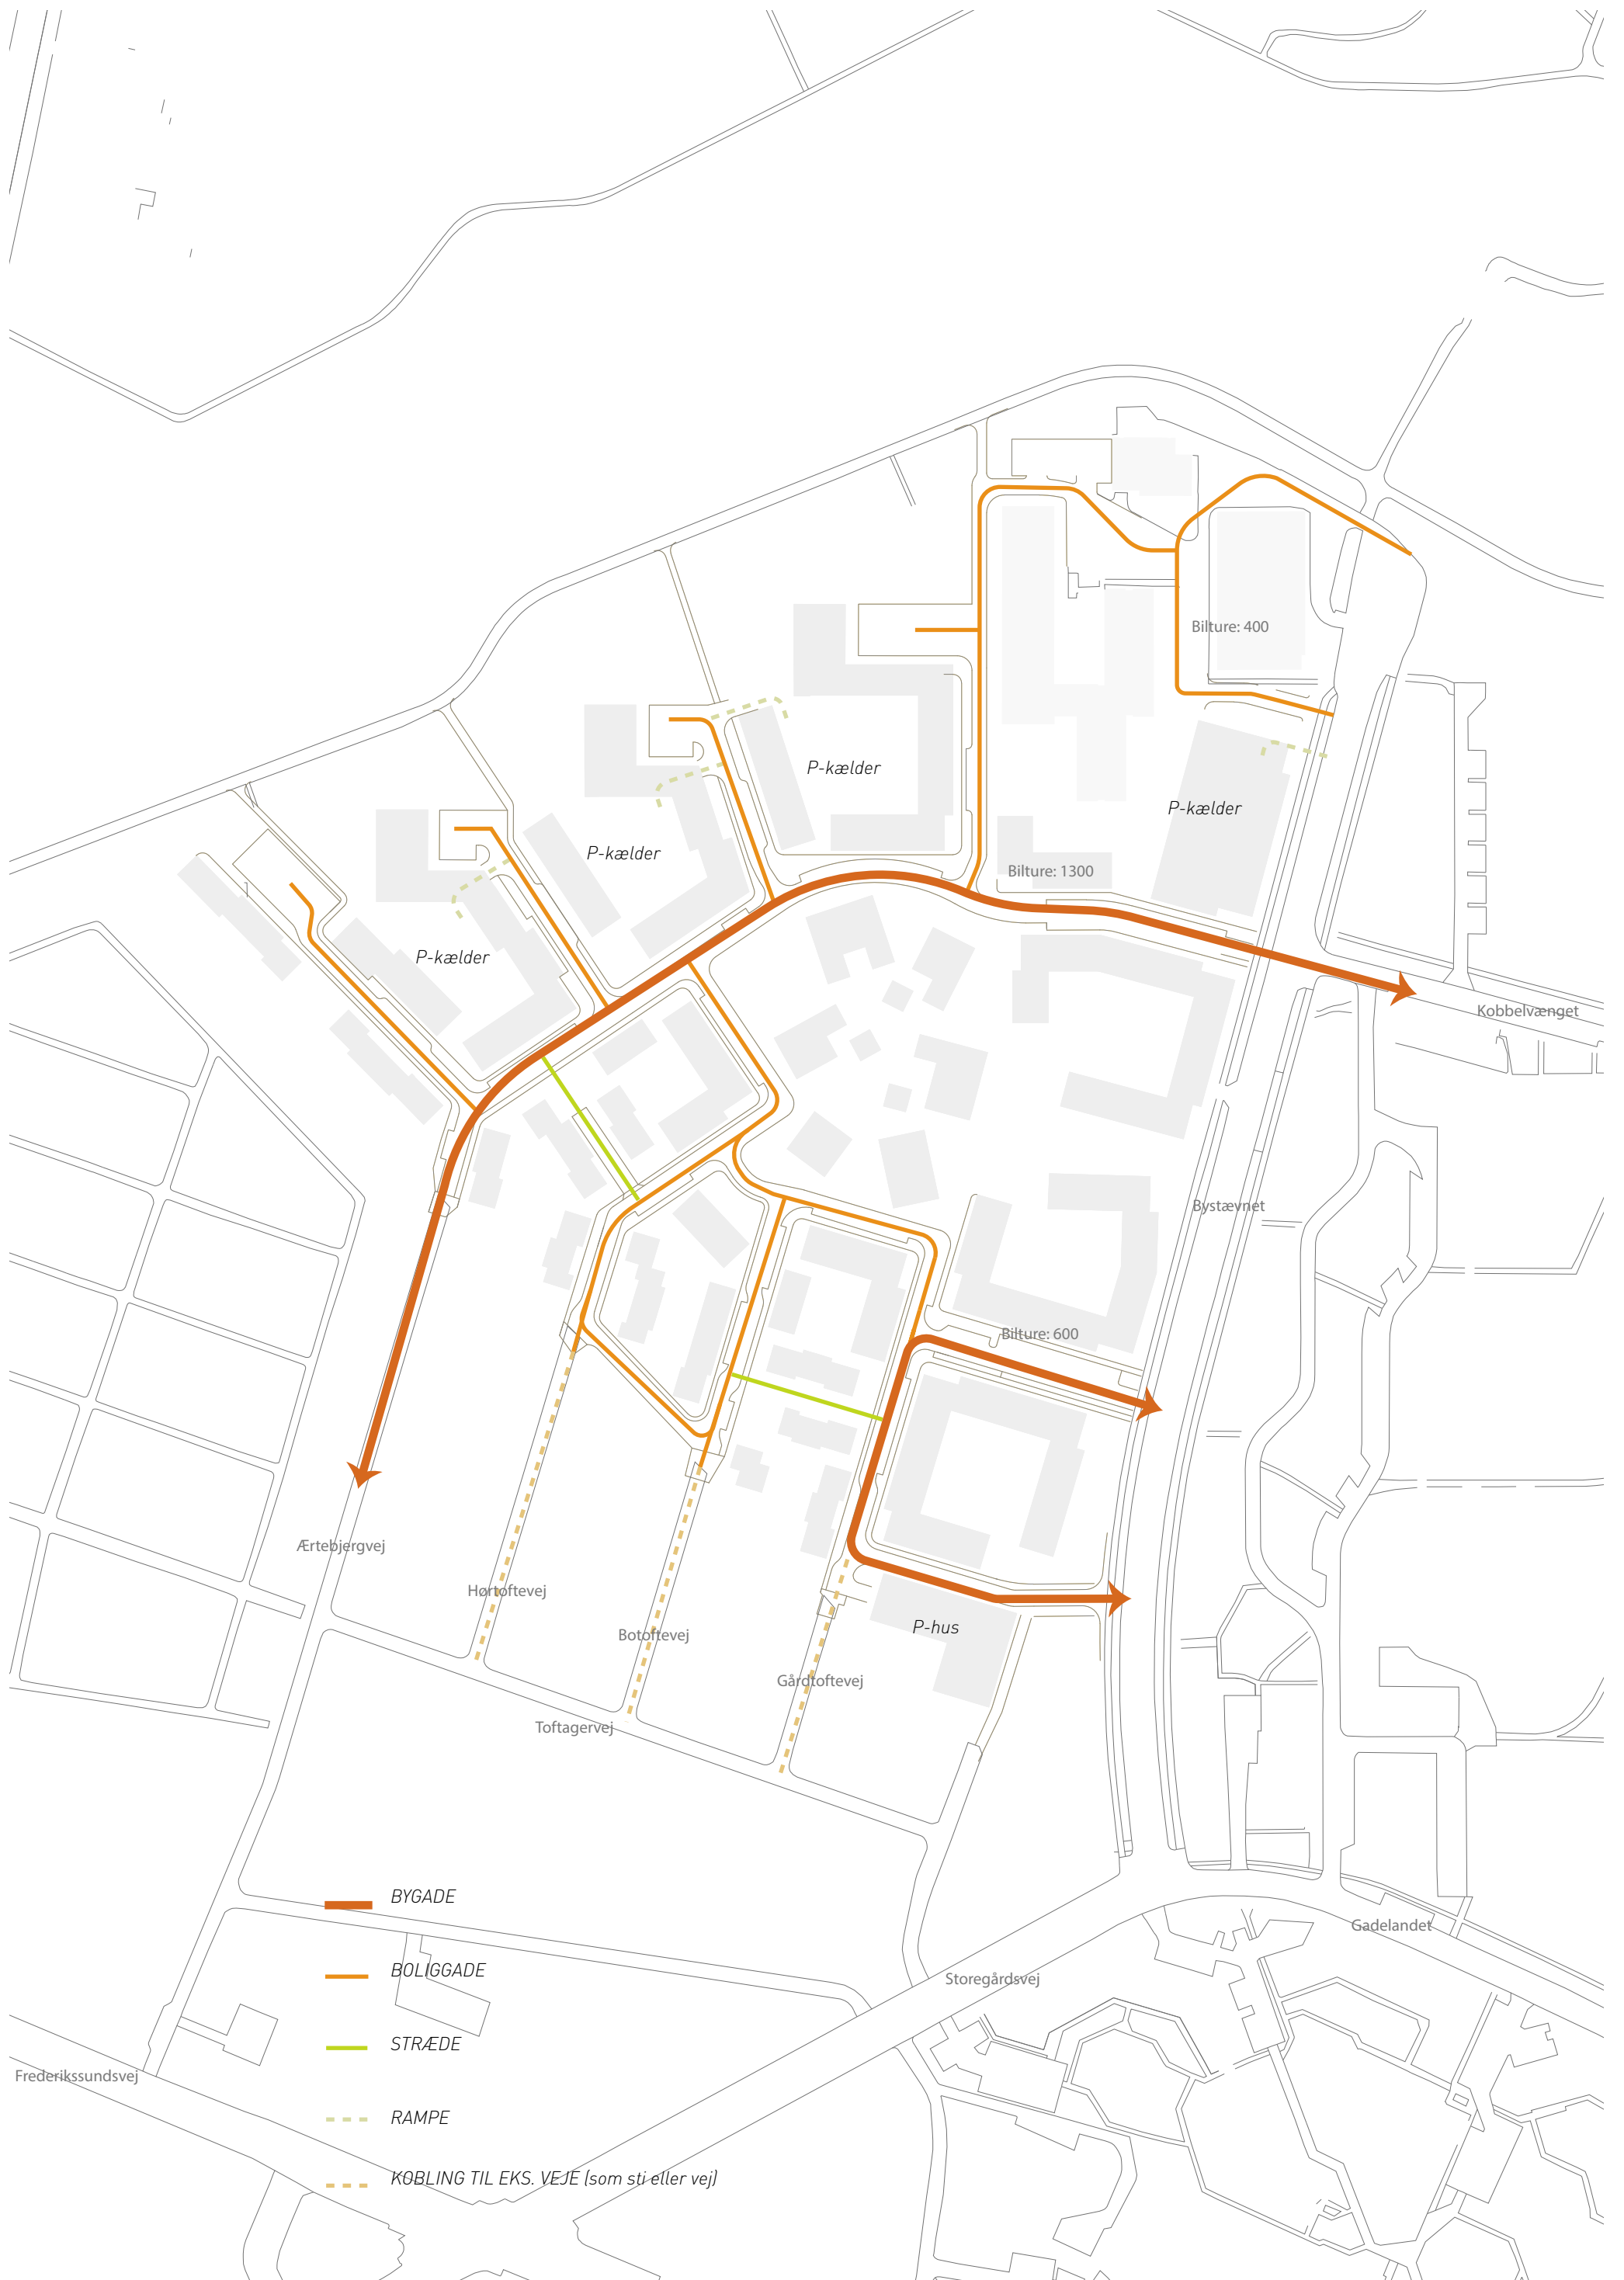 Bilture: 400
P-kælder
P-kælder
P-kælder
Bilture: 1300
P-kælder
Kobbelvænget
Bystævnet
Bilture: 600
Ærtebjergvej
Hørtoftevej
P-hus
Botoftevej
Gårdtoftevej
Toftagervej
BYGADE
Gadelandet
BOLIGGADE
Storegårdsvej
STRÆDE
Frederikssundsvej
RAMPE
KOBLING TIL EKS. VEJE (som sti eller vej)